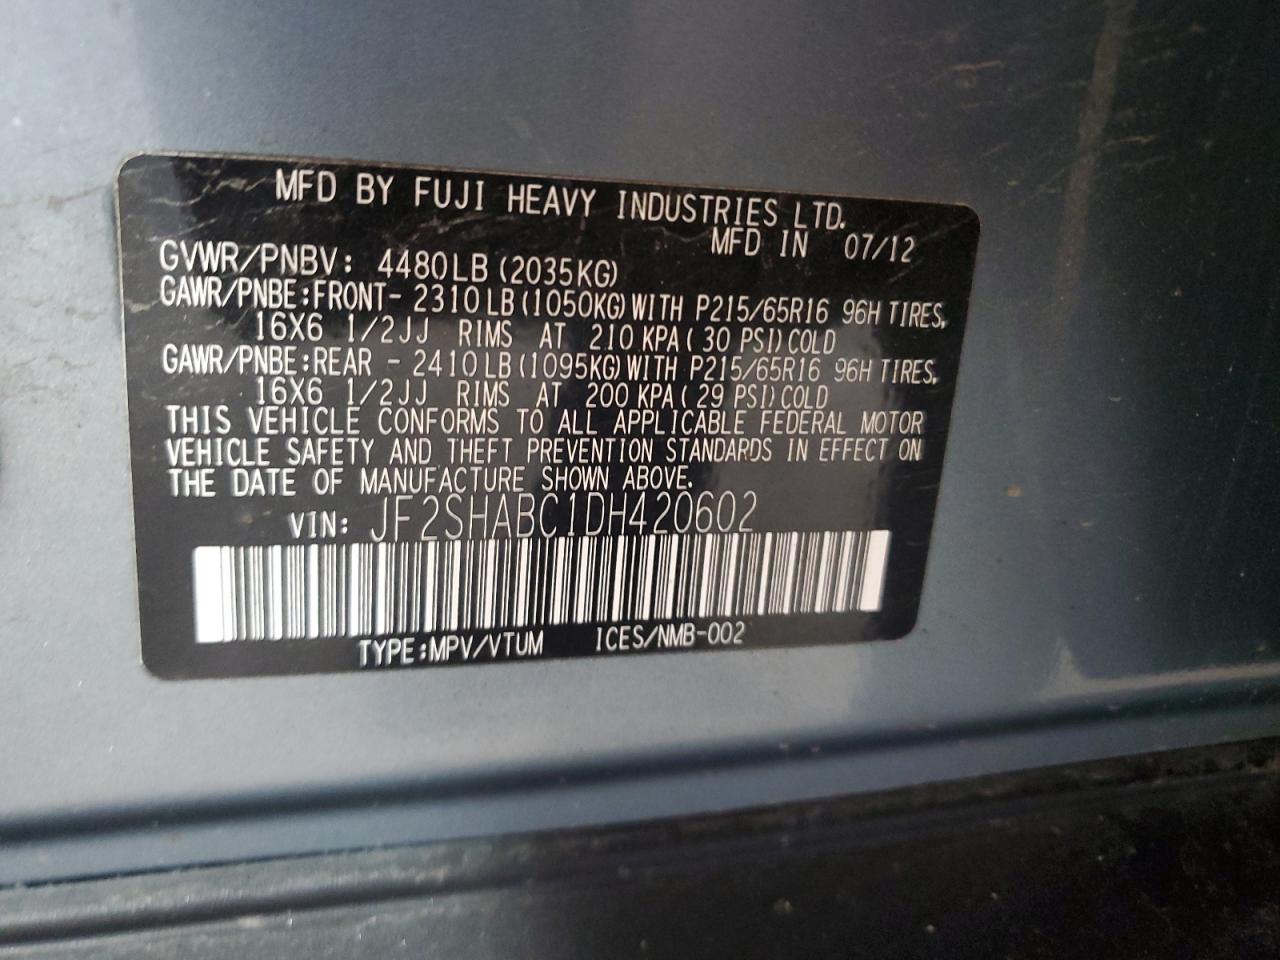 MFD BY FUJI HEAVY INDUSTRIES LTD.
MFD IN 07/12
GVWR/PNBV: 4480LB (2035KG)
GAWR/PNBE:FRONT- 2310LB (1050KG) WITH P215/65R16 96H TIRES,
16X6 1/2JJ RIMS AT 210 KPA ( 30 PSI) COLD
GAWR/PNBE:REAR - 2410LB (1095KG) WITH P215/65R16 96H TIRES,
16X6 1/2JJ RIMS AT 200 KPA ( 29 PSI) COLD
THIS VEHICLE CONFORMS TO ALL APPLICABLE FEDERAL MOTOR
VEHICLE SAFETY AND THEFT PREVENTION STANDARDS IN EFFECT ON
THE DATE OF MANUFACTURE SHOWN ABOVE.
VIN: JF2SHABC1DH420602
TYPE:MPV/VTUM ICES/NMB-002